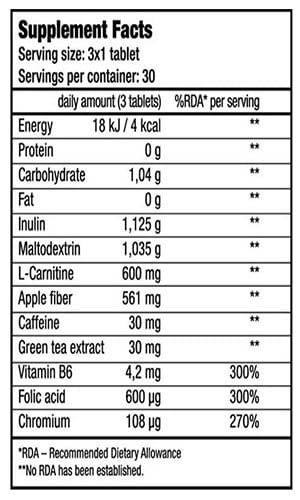 Supplement Facts
Serving size: 3x1 tablet
Servings per container: 30
daily amount (3 tablets) %RDA* per serving
Energy 18 kJ / 4 kcal **
Protein 0 g **
Carbohydrate 1,04 g **
Fat 0 g **
Inulin 1,125 g **
Maltodextrin 1,035 g **
L-Carnitine 600 mg **
Apple fiber 561 mg **
Caffeine 30 mg **
Green tea extract 30 mg **
Vitamin B6 4,2 mg 300%
Folic acid 600 µg 300%
Chromium 108 µg 270%
*RDA – Recommended Dietary Allowance
**No RDA has been established.